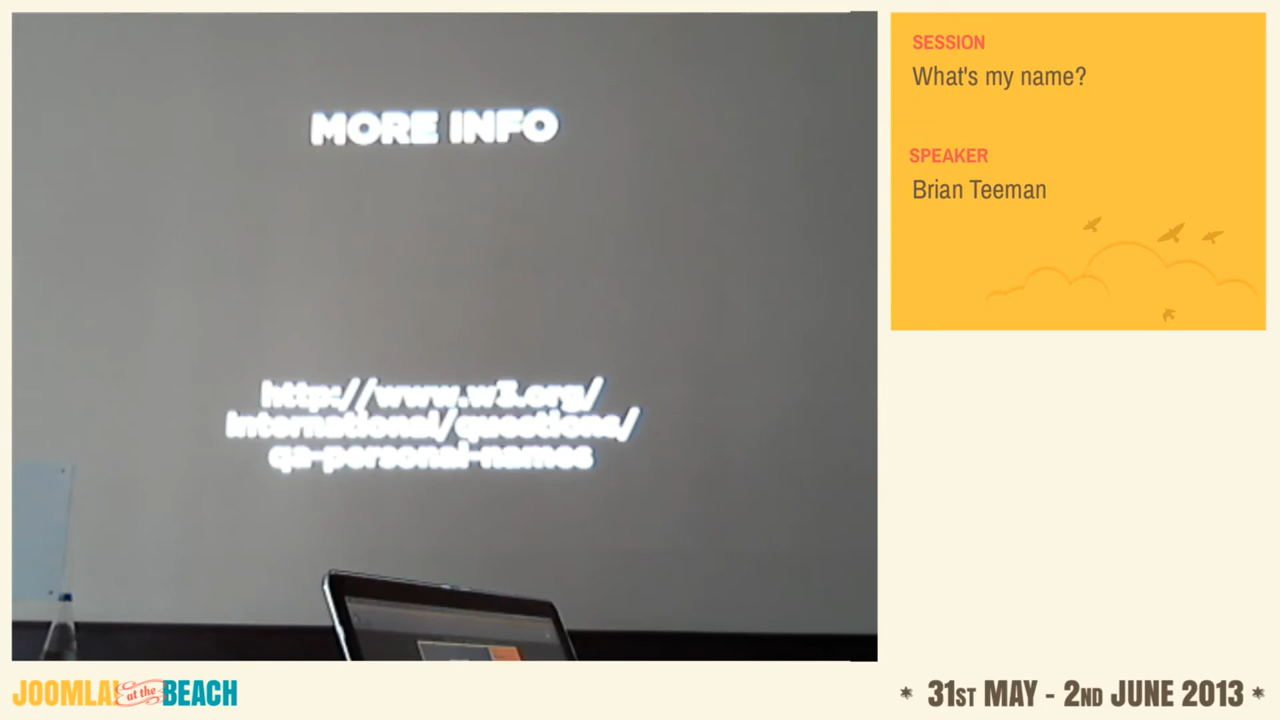 MORE INFO
http://www.w3.org/
International/questions/
qa-personal-names
SESSION
What's my name?
SPEAKER
Brian Teeman
JOOMLA! at the BEACH
* 31ST MAY - 2ND JUNE 2013 *